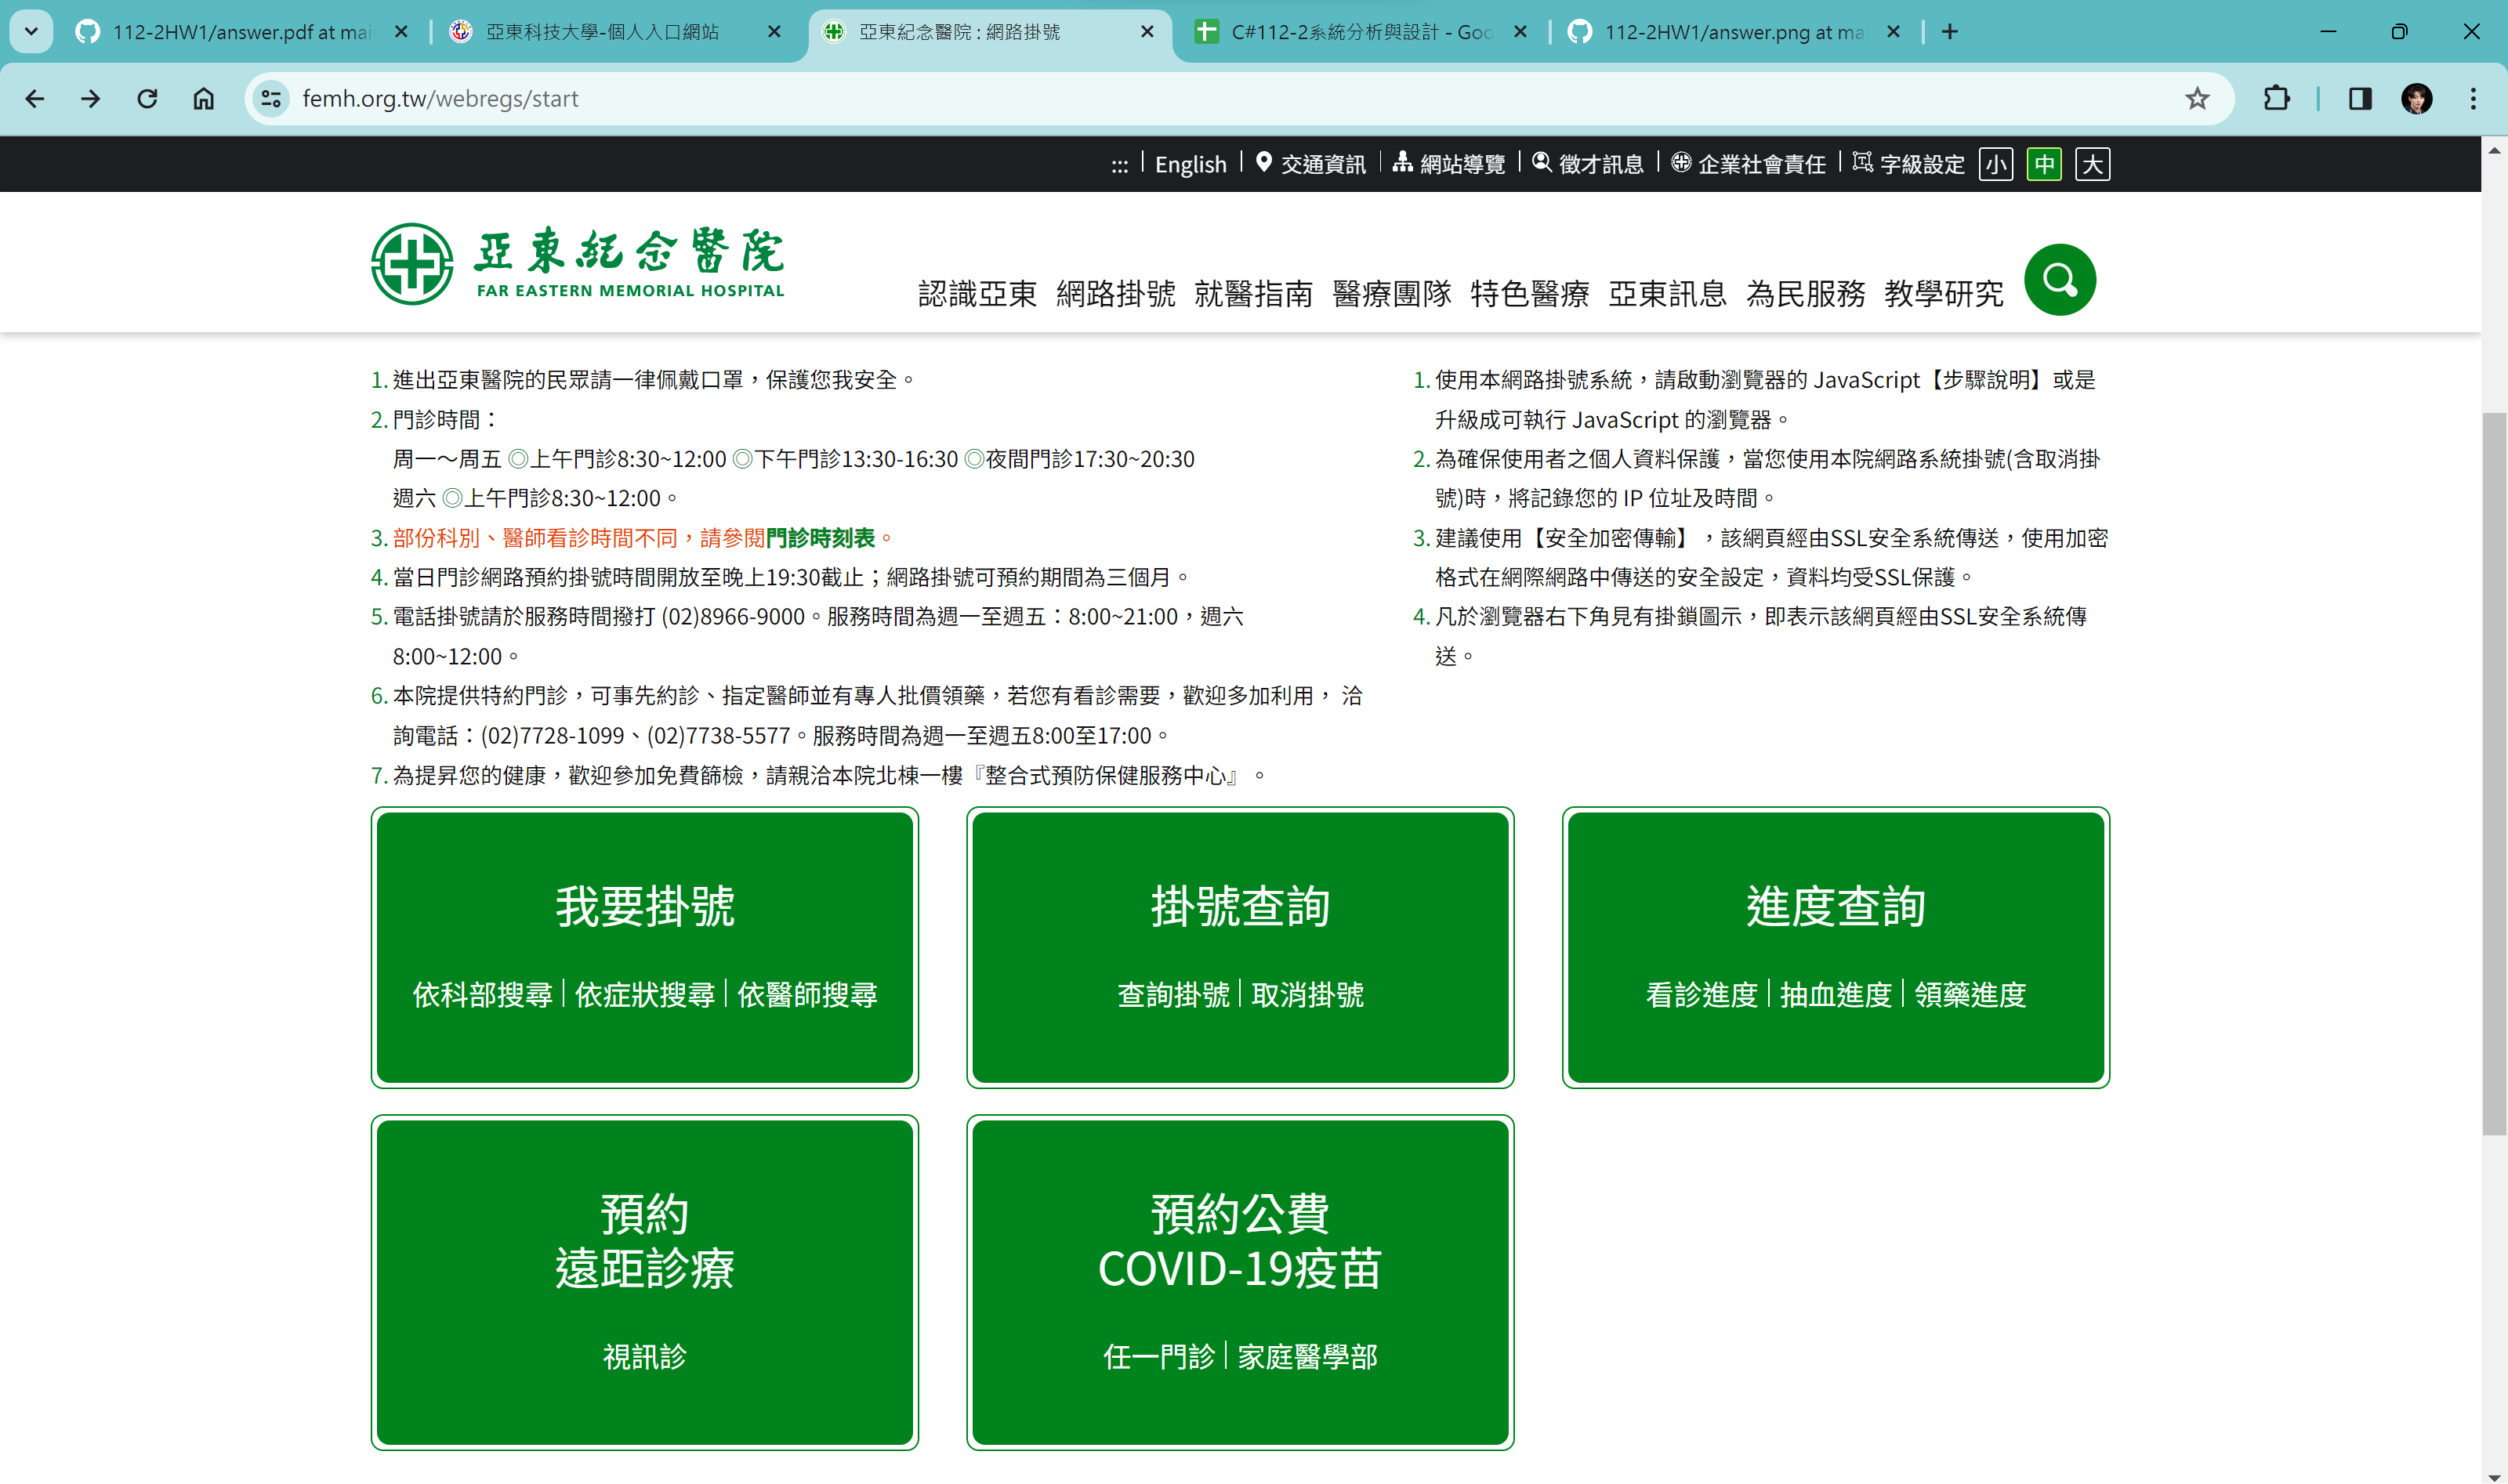 112-2HW1/answer.pdf at mai
亞東科技大學-個人入口網站
亞東紀念醫院 : 網路掛號
C#112-2系統分析與設計 - Goo
112-2HW1/answer.png at ma
femh.org.tw/webregs/start
::: English 交通資訊 網站導覽 徵才訊息 企業社會責任 字級設定 小 中 大
亞東紀念醫院
FAR EASTERN MEMORIAL HOSPITAL
認識亞東 網路掛號 就醫指南 醫療團隊 特色醫療 亞東訊息 為民服務 教學研究
1. 進出亞東醫院的民眾請一律佩戴口罩，保護您我安全。
2. 門診時間：
周一～周五 ◎上午門診8:30~12:00 ◎下午門診13:30-16:30 ◎夜間門診17:30~20:30
週六 ◎上午門診8:30~12:00。
3. 部份科別、醫師看診時間不同，請參閱門診時刻表。
4. 當日門診網路預約掛號時間開放至晚上19:30截止；網路掛號可預約期間為三個月。
5. 電話掛號請於服務時間撥打 (02)8966-9000。服務時間為週一至週五：8:00~21:00，週六
8:00~12:00。
6. 本院提供特約門診，可事先約診、指定醫師並有專人批價領藥，若您有看診需要，歡迎多加利用， 洽
詢電話：(02)7728-1099、(02)7738-5577。服務時間為週一至週五8:00至17:00。
7. 為提昇您的健康，歡迎參加免費篩檢，請親洽本院北棟一樓『整合式預防保健服務中心』。
1. 使用本網路掛號系統，請啟動瀏覽器的 JavaScript【步驟說明】或是
升級成可執行 JavaScript 的瀏覽器。
2. 為確保使用者之個人資料保護，當您使用本院網路系統掛號(含取消掛
號)時，將記錄您的 IP 位址及時間。
3. 建議使用【安全加密傳輸】，該網頁經由SSL安全系統傳送，使用加密
格式在網際網路中傳送的安全設定，資料均受SSL保護。
4. 凡於瀏覽器右下角見有掛鎖圖示，即表示該網頁經由SSL安全系統傳
送。
我要掛號
依科部搜尋 依症狀搜尋 依醫師搜尋
掛號查詢
查詢掛號 取消掛號
進度查詢
看診進度 抽血進度 領藥進度
預約
遠距診療
視訊診
預約公費
COVID-19疫苗
任一門診 家庭醫學部